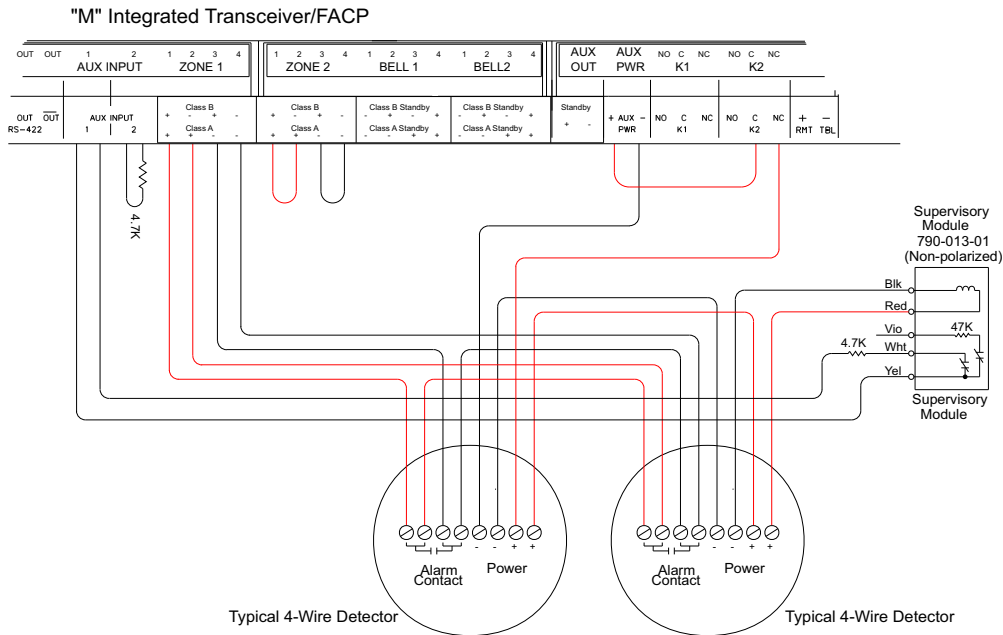 "M" Integrated Transceiver/FACP
OUT OUT 1 2 1 2 3 4 1 2 3 4 1 2 3 4 1 2 3 4 AUX AUX NO C NC NO C NC
AUX INPUT ZONE 1 ZONE 2 BELL 1 BELL2 OUT PWR K1 K2
Class B Class B Class B Standby Class B Standby Standby
OUT OUT AUX INPUT + - + - + - + - + + - - + + - - + - + AUX - NO C NC NO C NC + -
RS-422 1 2 Class A Class A Class A Standby Class A Standby PWR K1 K2 RMT TBL
+ + - - + + - - - - + + - - + +
4.7K
Supervisory
Module
790-013-01
(Non-polarized)
Blk
Red
Vio 47K
4.7K Wht
Yel
Supervisory
Module
- - + + - - + +
Alarm Contact Power
Alarm Contact Power
Typical 4-Wire Detector
Typical 4-Wire Detector